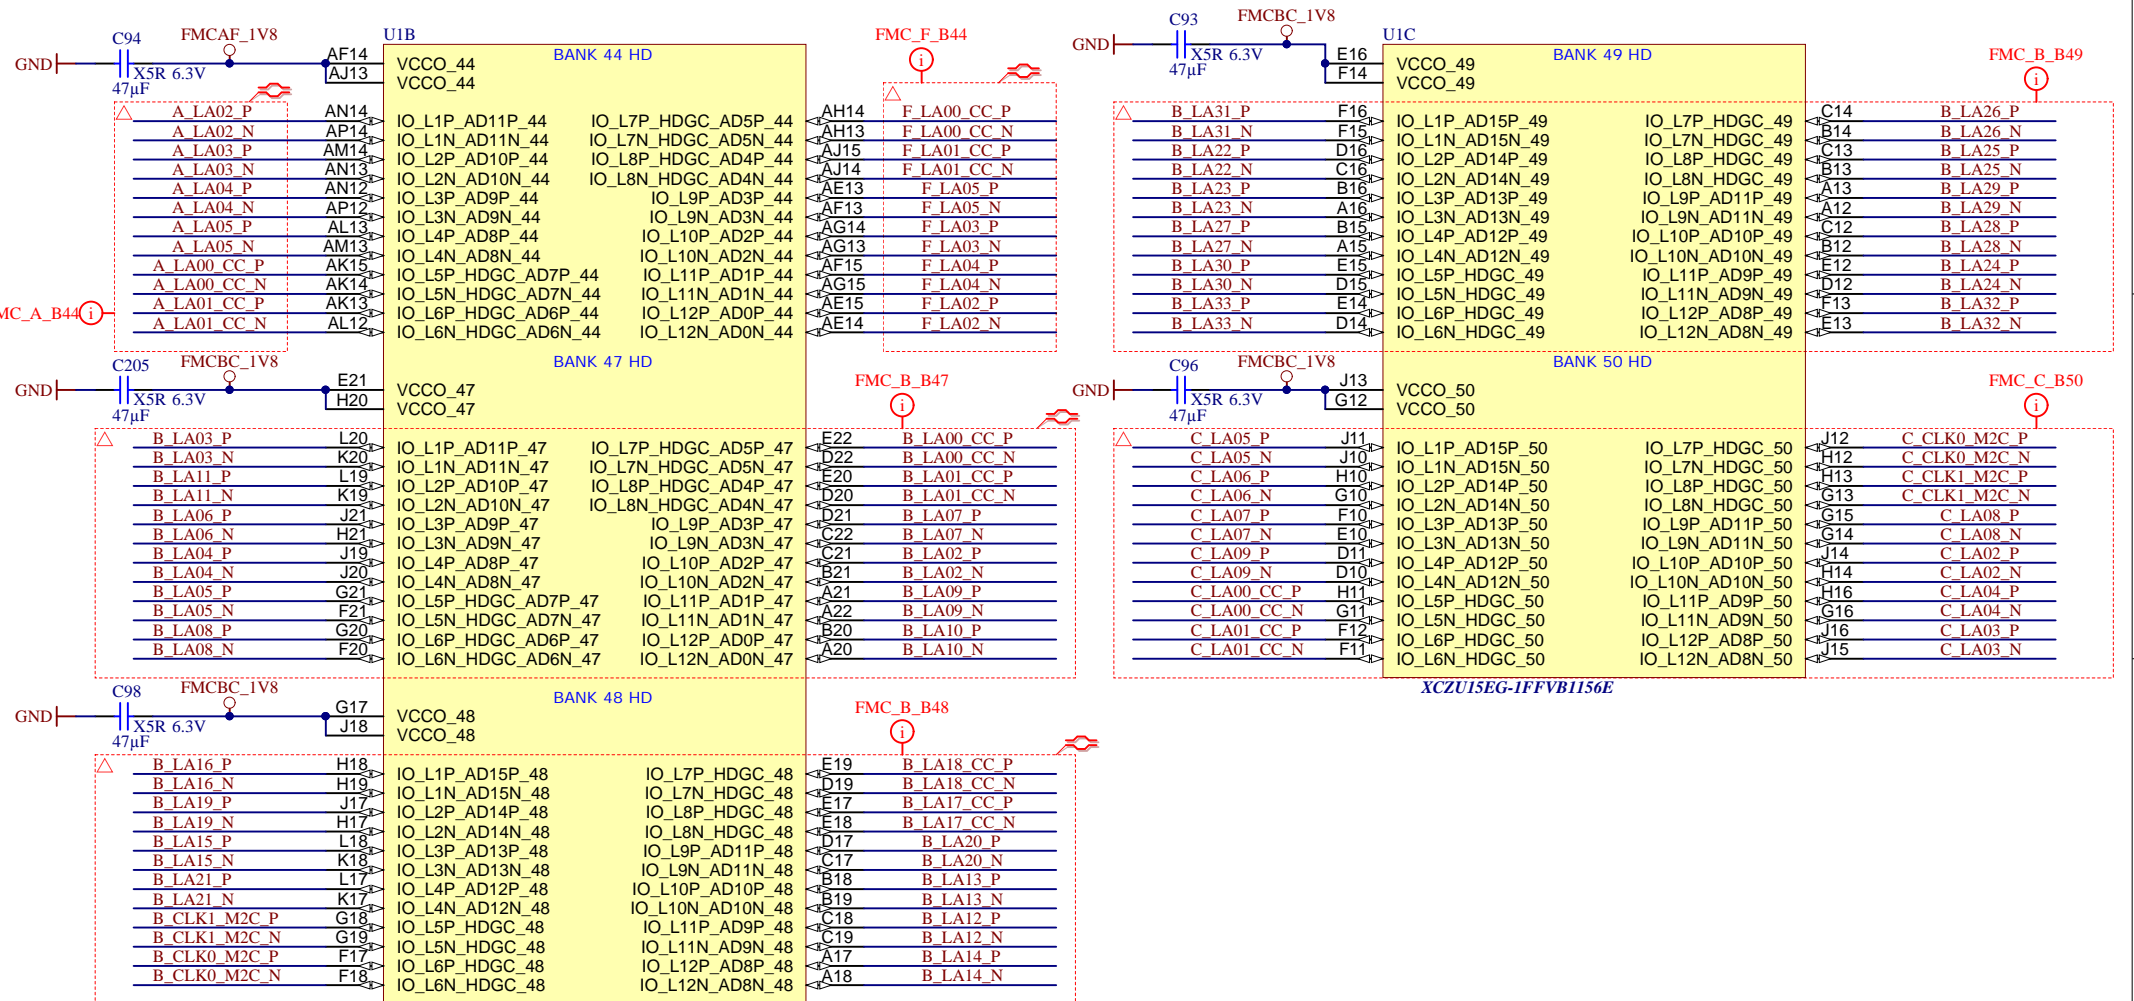 C94 FMCAF_1V8 U1B FMC_F_B44
GND X5R 6.3V 47µF
BANK 44 HD
AF14 VCCO_44
AJ13 VCCO_44
A_LA02_P AN14 IO_L1P_AD11P_44 IO_L7P_HDGC_AD5P_44 AH14 F_LA00_CC_P
A_LA02_N AP14 IO_L1N_AD11N_44 IO_L7N_HDGC_AD5N_44 AH13 F_LA00_CC_N
A_LA03_P AM14 IO_L2P_AD10P_44 IO_L8P_HDGC_AD4P_44 AJ15 F_LA01_CC_P
A_LA03_N AN13 IO_L2N_AD10N_44 IO_L8N_HDGC_AD4N_44 AJ14 F_LA01_CC_N
A_LA04_P AN12 IO_L3P_AD9P_44 IO_L9P_AD3P_44 AE13 F_LA05_P
A_LA04_N AP12 IO_L3N_AD9N_44 IO_L9N_AD3N_44 AF13 F_LA05_N
A_LA05_P AL13 IO_L4P_AD8P_44 IO_L10P_AD2P_44 AG14 F_LA03_P
A_LA05_N AM13 IO_L4N_AD8N_44 IO_L10N_AD2N_44 AG13 F_LA03_N
A_LA00_CC_P AK15 IO_L5P_HDGC_AD7P_44 IO_L11P_AD1P_44 AF15 F_LA04_P
A_LA00_CC_N AK14 IO_L5N_HDGC_AD7N_44 IO_L11N_AD1N_44 AG15 F_LA04_N
MC_A_B44 A_LA01_CC_P AK13 IO_L6P_HDGC_AD6P_44 IO_L12P_AD0P_44 AE15 F_LA02_P
A_LA01_CC_N AL12 IO_L6N_HDGC_AD6N_44 IO_L12N_AD0N_44 AE14 F_LA02_N
C205 FMCBC_1V8 BANK 47 HD FMC_B_B47
GND X5R 6.3V 47µF
E21 VCCO_47
H20 VCCO_47
B_LA03_P L20 IO_L1P_AD11P_47 IO_L7P_HDGC_AD5P_47 E22 B_LA00_CC_P
B_LA03_N K20 IO_L1N_AD11N_47 IO_L7N_HDGC_AD5N_47 D22 B_LA00_CC_N
B_LA11_P L19 IO_L2P_AD10P_47 IO_L8P_HDGC_AD4P_47 E20 B_LA01_CC_P
B_LA11_N K19 IO_L2N_AD10N_47 IO_L8N_HDGC_AD4N_47 D20 B_LA01_CC_N
B_LA06_P J21 IO_L3P_AD9P_47 IO_L9P_AD3P_47 D21 B_LA07_P
B_LA06_N H21 IO_L3N_AD9N_47 IO_L9N_AD3N_47 C22 B_LA07_N
B_LA04_P J19 IO_L4P_AD8P_47 IO_L10P_AD2P_47 C21 B_LA02_P
B_LA04_N J20 IO_L4N_AD8N_47 IO_L10N_AD2N_47 B21 B_LA02_N
B_LA05_P G21 IO_L5P_HDGC_AD7P_47 IO_L11P_AD1P_47 A21 B_LA09_P
B_LA05_N F21 IO_L5N_HDGC_AD7N_47 IO_L11N_AD1N_47 A22 B_LA09_N
B_LA08_P G20 IO_L6P_HDGC_AD6P_47 IO_L12P_AD0P_47 B20 B_LA10_P
B_LA08_N F20 IO_L6N_HDGC_AD6N_47 IO_L12N_AD0N_47 A20 B_LA10_N
C98 FMCBC_1V8 BANK 48 HD FMC_B_B48
GND X5R 6.3V 47µF
G17 VCCO_48
J18 VCCO_48
B_LA16_P H18 IO_L1P_AD15P_48 IO_L7P_HDGC_48 E19 B_LA18_CC_P
B_LA16_N H19 IO_L1N_AD15N_48 IO_L7N_HDGC_48 D19 B_LA18_CC_N
B_LA19_P J17 IO_L2P_AD14P_48 IO_L8P_HDGC_48 E17 B_LA17_CC_P
B_LA19_N H17 IO_L2N_AD14N_48 IO_L8N_HDGC_48 E18 B_LA17_CC_N
B_LA15_P L18 IO_L3P_AD13P_48 IO_L9P_AD11P_48 D17 B_LA20_P
B_LA15_N K18 IO_L3N_AD13N_48 IO_L9N_AD11N_48 C17 B_LA20_N
B_LA21_P L17 IO_L4P_AD12P_48 IO_L10P_AD10P_48 B18 B_LA13_P
B_LA21_N K17 IO_L4N_AD12N_48 IO_L10N_AD10N_48 B19 B_LA13_N
B_CLK1_M2C_P G18 IO_L5P_HDGC_48 IO_L11P_AD9P_48 C18 B_LA12_P
B_CLK1_M2C_N G19 IO_L5N_HDGC_48 IO_L11N_AD9N_48 C19 B_LA12_N
B_CLK0_M2C_P F17 IO_L6P_HDGC_48 IO_L12P_AD8P_48 A17 B_LA14_P
B_CLK0_M2C_N F18 IO_L6N_HDGC_48 IO_L12N_AD8N_48 A18 B_LA14_N
C93 FMCBC_1V8 U1C FMC_B_B49
GND X5R 6.3V 47µF
BANK 49 HD
E16 VCCO_49
F14 VCCO_49
B_LA31_P F16 IO_L1P_AD15P_49 IO_L7P_HDGC_49 C14 B_LA26_P
B_LA31_N F15 IO_L1N_AD15N_49 IO_L7N_HDGC_49 B14 B_LA26_N
B_LA22_P D16 IO_L2P_AD14P_49 IO_L8P_HDGC_49 C13 B_LA25_P
B_LA22_N C16 IO_L2N_AD14N_49 IO_L8N_HDGC_49 B13 B_LA25_N
B_LA23_P B16 IO_L3P_AD13P_49 IO_L9P_AD11P_49 A13 B_LA29_P
B_LA23_N A16 IO_L3N_AD13N_49 IO_L9N_AD11N_49 A12 B_LA29_N
B_LA27_P B15 IO_L4P_AD12P_49 IO_L10P_AD10P_49 C12 B_LA28_P
B_LA27_N A15 IO_L4N_AD12N_49 IO_L10N_AD10N_49 B12 B_LA28_N
B_LA30_P E15 IO_L5P_HDGC_49 IO_L11P_AD9P_49 E12 B_LA24_P
B_LA30_N D15 IO_L5N_HDGC_49 IO_L11N_AD9N_49 D12 B_LA24_N
B_LA33_P E14 IO_L6P_HDGC_49 IO_L12P_AD8P_49 F13 B_LA32_P
B_LA33_N D14 IO_L6N_HDGC_49 IO_L12N_AD8N_49 E13 B_LA32_N
C96 FMCBC_1V8 BANK 50 HD FMC_C_B50
GND X5R 6.3V 47µF
J13 VCCO_50
G12 VCCO_50
C_LA05_P J11 IO_L1P_AD15P_50 IO_L7P_HDGC_50 J12 C_CLK0_M2C_P
C_LA05_N J10 IO_L1N_AD15N_50 IO_L7N_HDGC_50 H12 C_CLK0_M2C_N
C_LA06_P H10 IO_L2P_AD14P_50 IO_L8P_HDGC_50 H13 C_CLK1_M2C_P
C_LA06_N G10 IO_L2N_AD14N_50 IO_L8N_HDGC_50 G13 C_CLK1_M2C_N
C_LA07_P F10 IO_L3P_AD13P_50 IO_L9P_AD11P_50 G15 C_LA08_P
C_LA07_N E10 IO_L3N_AD13N_50 IO_L9N_AD11N_50 G14 C_LA08_N
C_LA09_P D11 IO_L4P_AD12P_50 IO_L10P_AD10P_50 J14 C_LA02_P
C_LA09_N D10 IO_L4N_AD12N_50 IO_L10N_AD10N_50 H14 C_LA02_N
C_LA00_CC_P H11 IO_L5P_HDGC_50 IO_L11P_AD9P_50 H16 C_LA04_P
C_LA00_CC_N G11 IO_L5N_HDGC_50 IO_L11N_AD9N_50 G16 C_LA04_N
C_LA01_CC_P F12 IO_L6P_HDGC_50 IO_L12P_AD8P_50 J16 C_LA03_P
C_LA01_CC_N F11 IO_L6N_HDGC_50 IO_L12N_AD8N_50 J15 C_LA03_N
XCZU15EG-1FFVB1156E